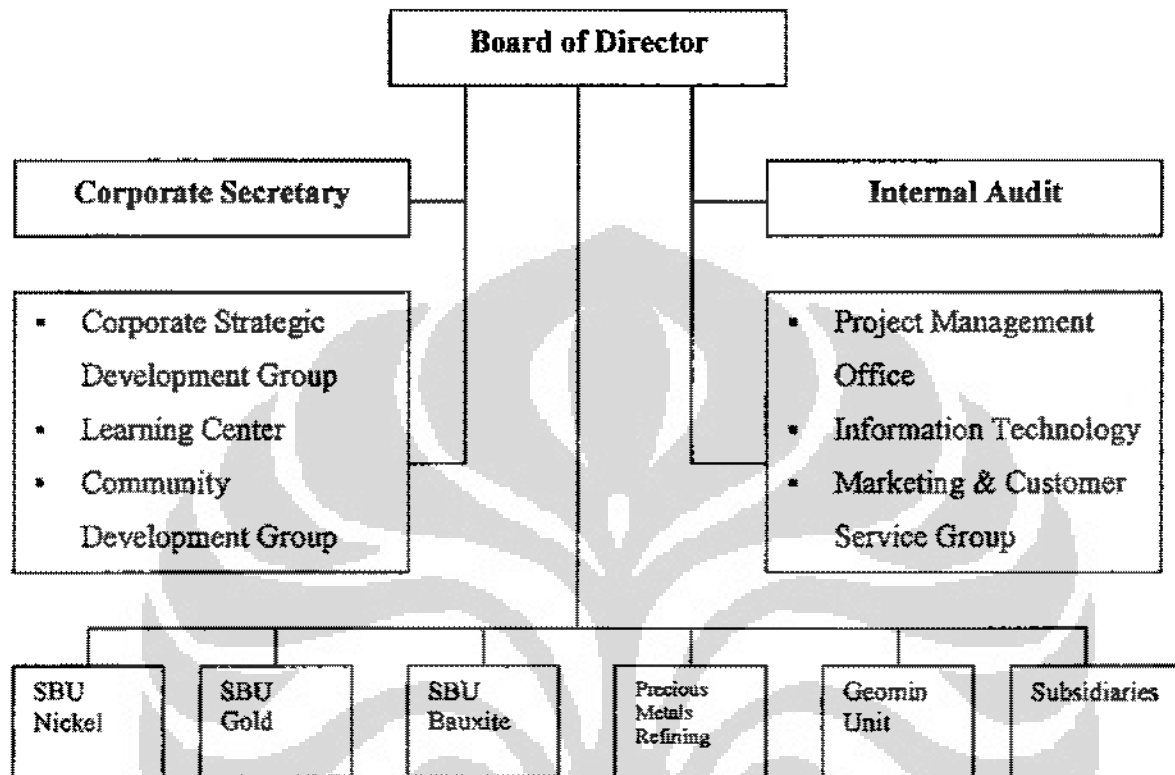 Board of Director
Corporate Secretary
Internal Audit
▪ Corporate Strategic
Development Group
▪ Learning Center
▪ Community
Development Group
▪ Project Management
Office
▪ Information Technology
▪ Marketing & Customer
Service Group
SBU
Nickel
SBU
Gold
SBU
Bauxite
Precious
Metals
Refining
Geomin
Unit
Subsidiaries